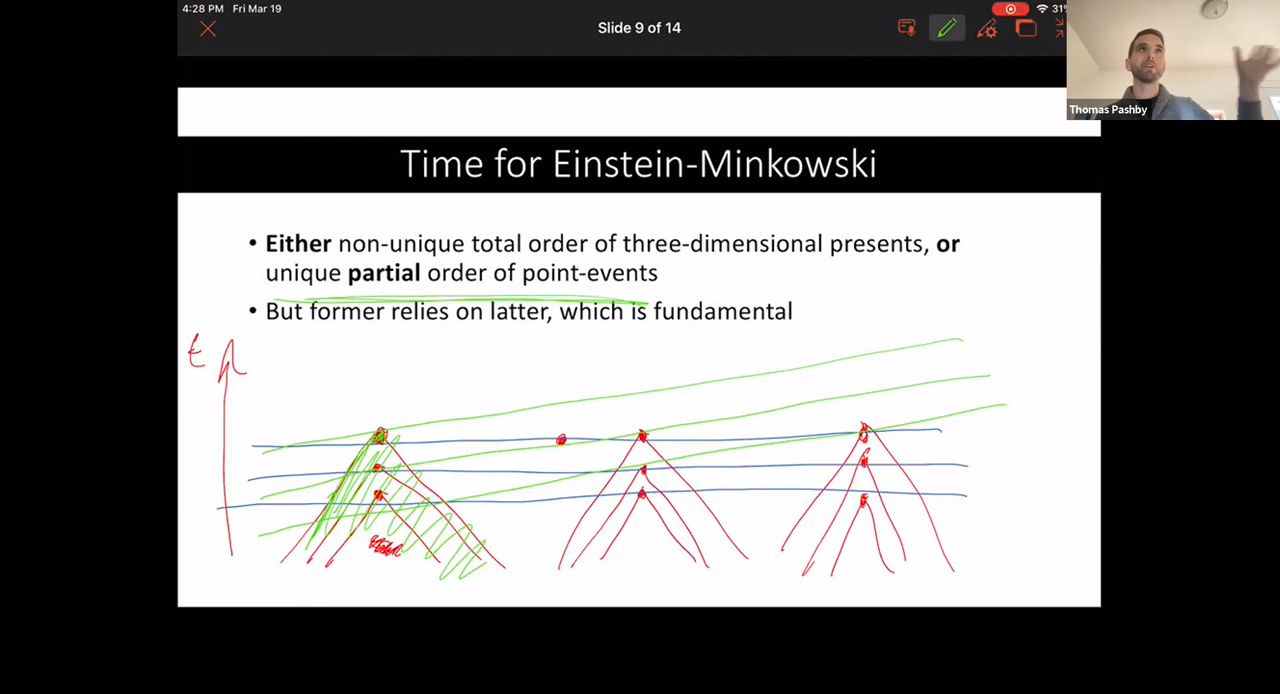 4:28 PM Fri Mar 19
31%
Slide 9 of 14
Thomas Pashby
Time for Einstein-Minkowski
• Either non-unique total order of three-dimensional presents, or
unique partial order of point-events
• But former relies on latter, which is fundamental
t